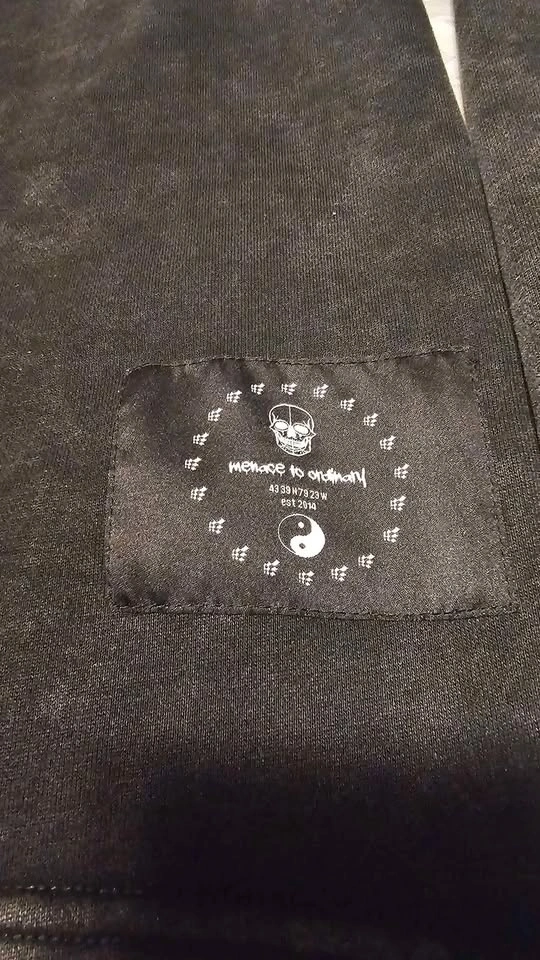 menace to ordinary
43 39 N 79 23 W
est 2014